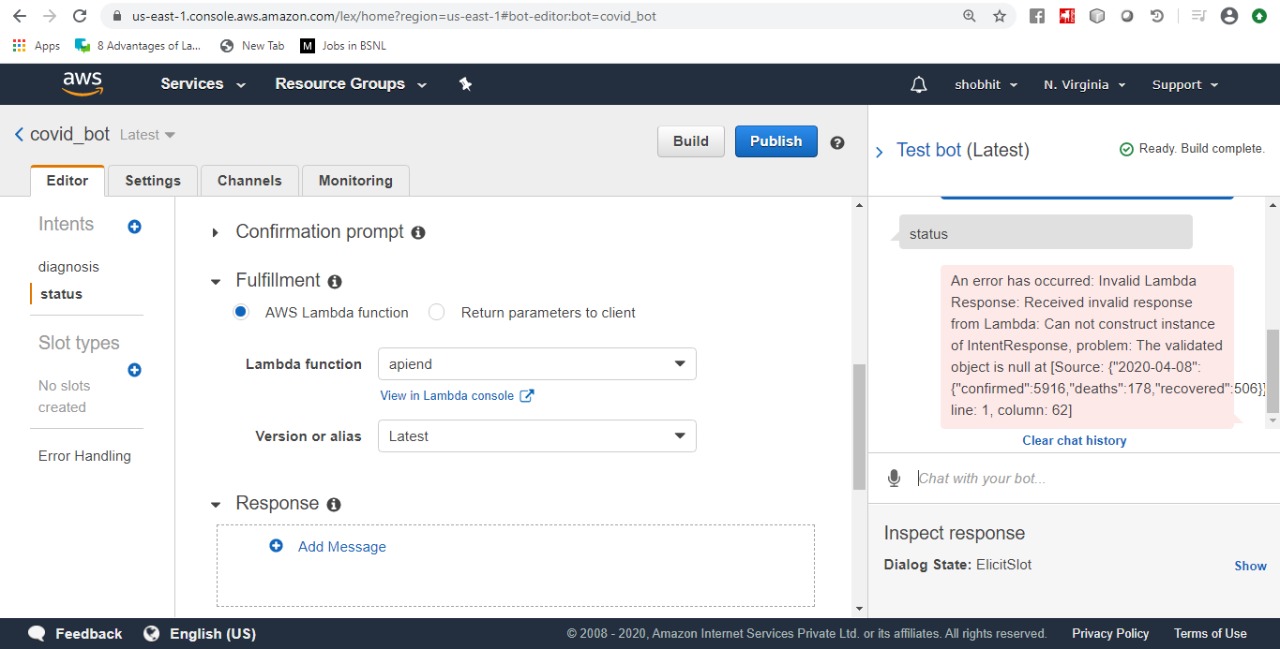 us-east-1.console.aws.amazon.com/lex/home?region=us-east-1#bot-editor:bot=covid_bot
Apps 8 Advantages of La... New Tab M Jobs in BSNL
aws Services Resource Groups shobhit N. Virginia Support
covid_bot Latest
Build Publish
Test bot (Latest) Ready. Build complete.
Editor Settings Channels Monitoring
Intents
diagnosis
status
Slot types
No slots
created
Error Handling
Confirmation prompt
Fulfillment
AWS Lambda function Return parameters to client
Lambda function apiend
View in Lambda console
Version or alias Latest
Response
Add Message
status
An error has occurred: Invalid Lambda
Response: Received invalid response
from Lambda: Can not construct instance
of IntentResponse, problem: The validated
object is null at [Source: {"2020-04-08":
{"confirmed":5916,"deaths":178,"recovered":506}};
line: 1, column: 62]
Clear chat history
Chat with your bot...
Inspect response
Dialog State: ElicitSlot Show
Feedback English (US) © 2008 - 2020, Amazon Internet Services Private Ltd. or its affiliates. All rights reserved. Privacy Policy Terms of Use